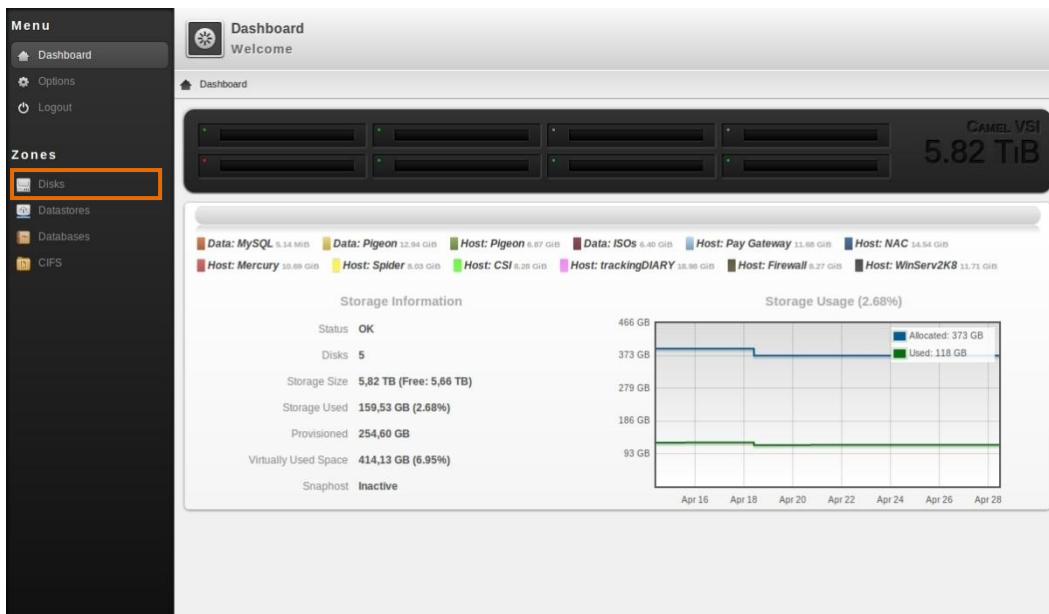 Menu
Dashboard
Options
Logout
Zones
Disks
Datastores
Databases
CIFS
Dashboard
Welcome
Dashboard
CAMEL VSI
5.82 TiB
Data: MySQL 5.14 MiB Data: Pigeon 12.94 GiB Host: Pigeon 6.87 GiB Data: ISOs 6.40 GiB Host: Pay Gateway 11.68 GiB Host: NAC 14.54 GiB
Host: Mercury 10.69 GiB Host: Spider 8.03 GiB Host: CSI 8.28 GiB Host: trackingDIARY 18.98 GiB Host: Firewall 8.27 GiB Host: WinServ2K8 11.71 GiB
Storage Information
Status OK
Disks 5
Storage Size 5,82 TB (Free: 5,66 TB)
Storage Used 159,53 GB (2.68%)
Provisioned 254,60 GB
Virtually Used Space 414,13 GB (6.95%)
Snaphost Inactive
Storage Usage (2.68%)
466 GB
373 GB
279 GB
186 GB
93 GB
Allocated: 373 GB
Used: 118 GB
Apr 16 Apr 18 Apr 20 Apr 22 Apr 24 Apr 26 Apr 28